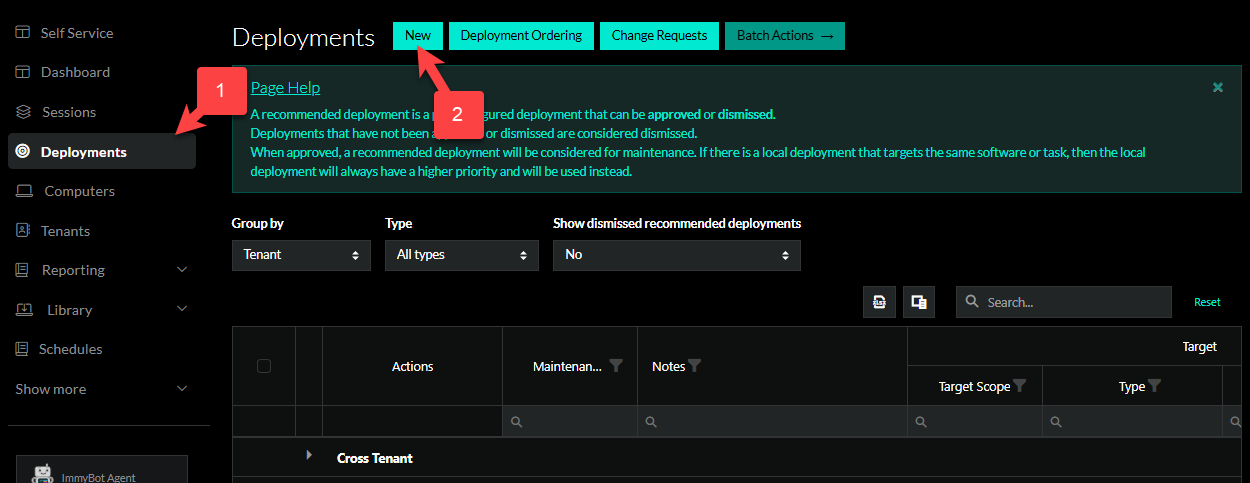 Self Service
Dashboard
Sessions
Deployments
Computers
Tenants
Reporting
Library
Schedules
Show more
ImmyBot Agent
Deployments
New
Deployment Ordering
Change Requests
Batch Actions →
1
2
Page Help
A recommended deployment is a p gured deployment that can be approved or dismissed.
Deployments that have not been a or dismissed are considered dismissed.
When approved, a recommended deployment will be considered for maintenance. If there is a local deployment that targets the same software or task, then the local
deployment will always have a higher priority and will be used instead.
Group by
Type
Show dismissed recommended deployments
Tenant
All types
No
Search...
Reset
Actions
Maintenan...
Notes
Target
Target Scope
Type
Cross Tenant